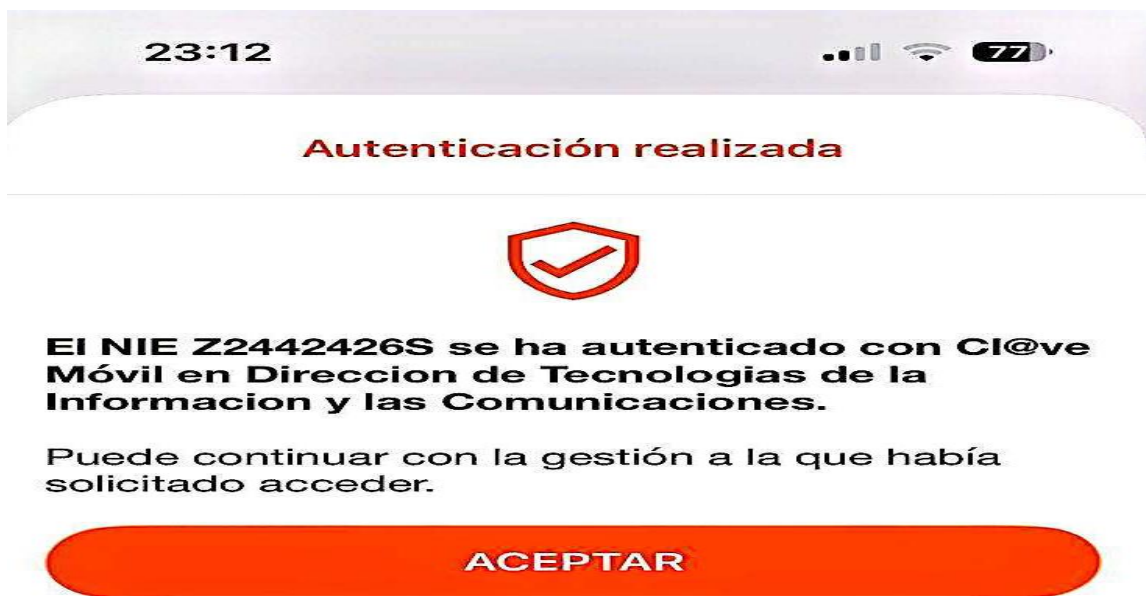 23:12
77
Autenticación realizada
El NIE Z2442426S se ha autenticado con Cl@ve
Móvil en Direccion de Tecnologias de la
Informacion y las Comunicaciones.
Puede continuar con la gestión a la que había
solicitado acceder.
ACEPTAR